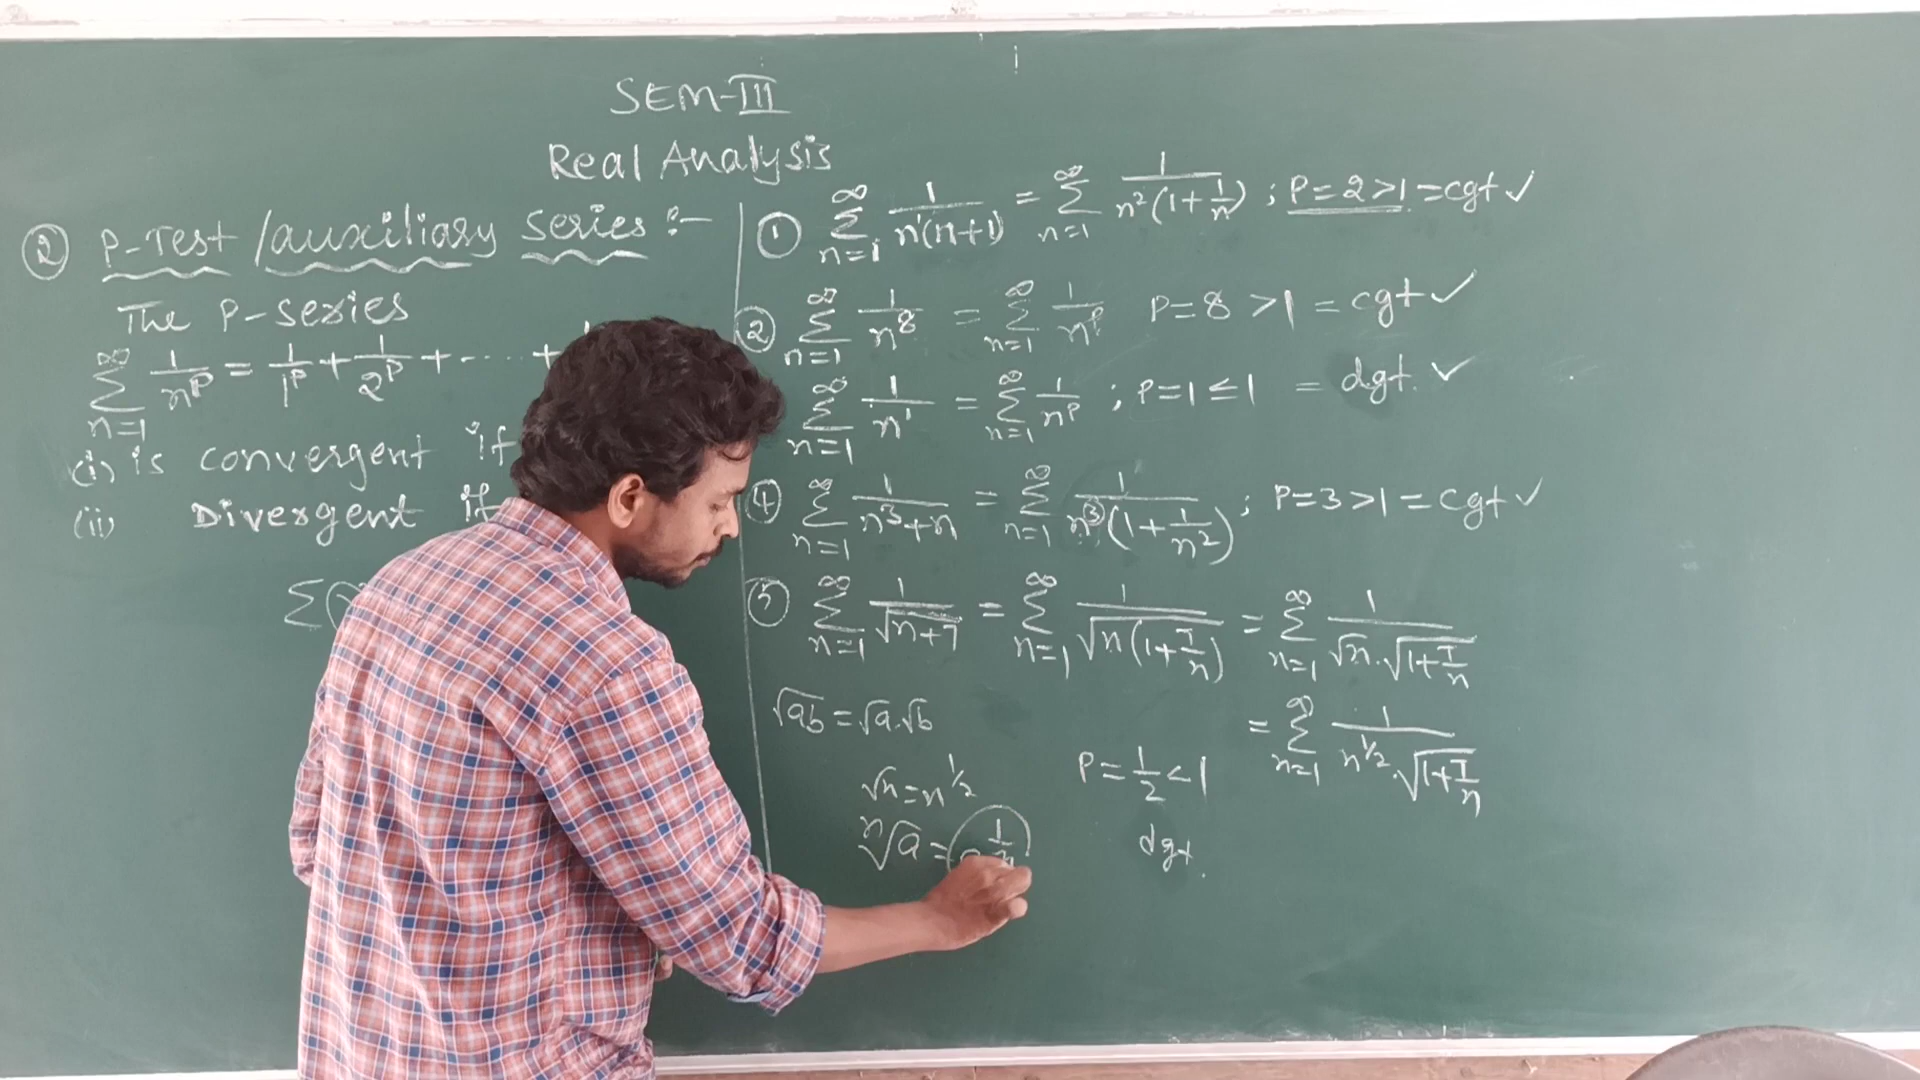 SEM-III
Real Analysis
② P-Test / auxiliary series :-
The P-series
∞∑n=1 1/n^p = 1/1^p + 1/2^p + ---- +
(i) is convergent if
(ii) Divergent if
∑
① ∞∑n=1 1/n'(n+1) = ∞∑n=1 1/n²(1+1/n) ; P=2>1 = cgt ✓
② ∞∑n=1 1/n⁸ = ∞∑n=1 1/n^p P=8 >1 = cgt ✓
∞∑n=1 1/n' = ∞∑n=1 1/n^p ; P=1≤1 = dgt. ✓
④ ∞∑n=1 1/n³+n = ∞∑n=1 1/n³(1+1/n²) ; P=3>1 = cgt ✓
⑤ ∞∑n=1 1/√n+7 = ∞∑n=1 1/√n(1+7/n) = ∞∑n=1 1/√n.√1+7/n
= ∞∑n=1 1/n^1/2.√1+7/n
√ab = √a.√b
√n = n^1/2
ⁿ√a =
P = 1/2 < 1
dgt.